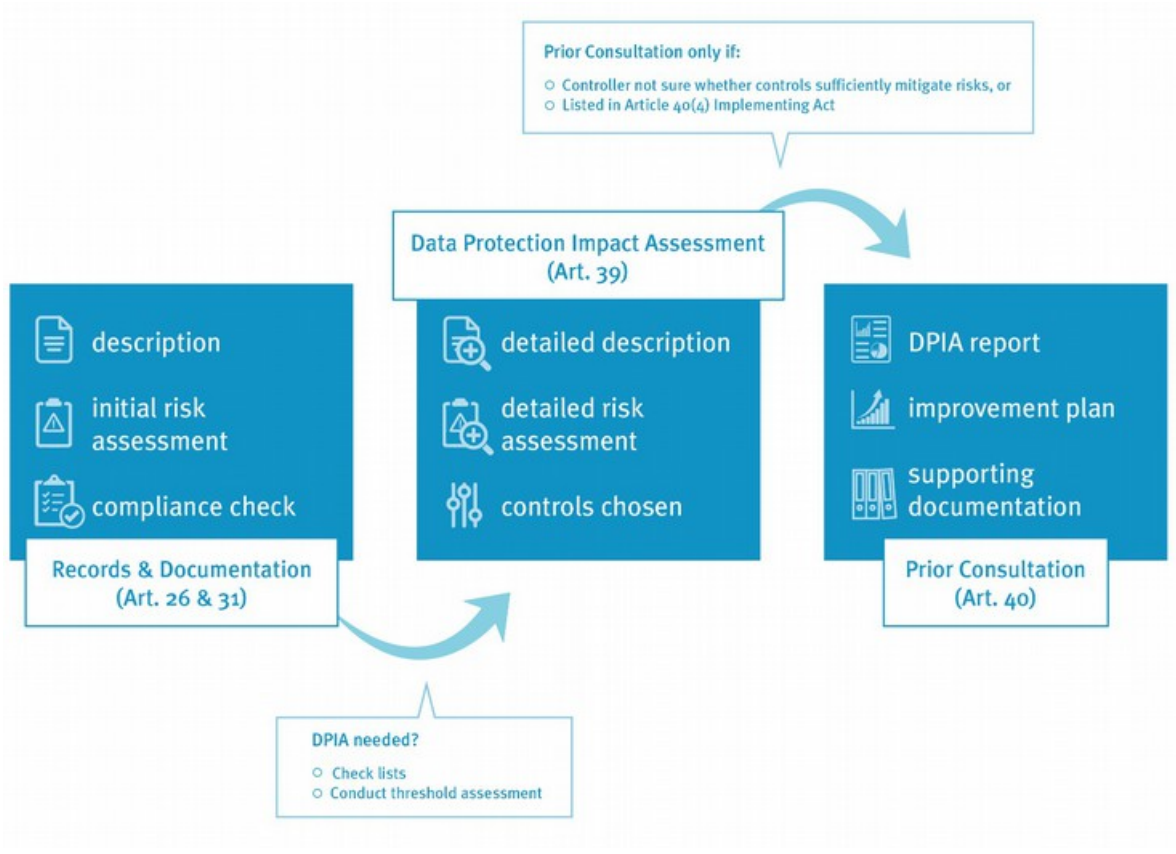 Prior Consultation only if:
Controller not sure whether controls sufficiently mitigate risks, or
Listed in Article 40(4) Implementing Act
Data Protection Impact Assessment
(Art. 39)
description
initial risk
assessment
compliance check
Records & Documentation
(Art. 26 & 31)
detailed description
detailed risk
assessment
controls chosen
DPIA report
improvement plan
supporting
documentation
Prior Consultation
(Art. 40)
DPIA needed?
Check lists
Conduct threshold assessment